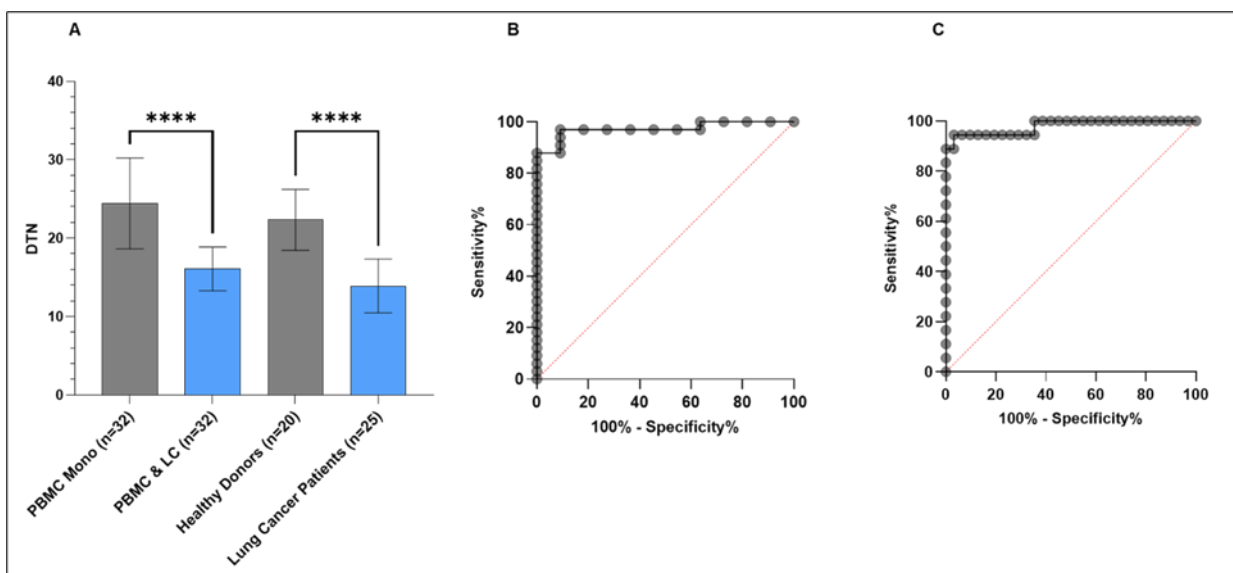 A
DTN
40
30
20
10
0
****
****
PBMC Mono (n=32)
PBMC & LC (n=32)
Healthy Donors (n=20)
Lung Cancer Patients (n=25)
B
Sensitivity%
100
80
60
40
20
0
0 20 40 60 80 100
100% - Specificity%
C
Sensitivity%
100
80
60
40
20
0
0 20 40 60 80 100
100% - Specificity%